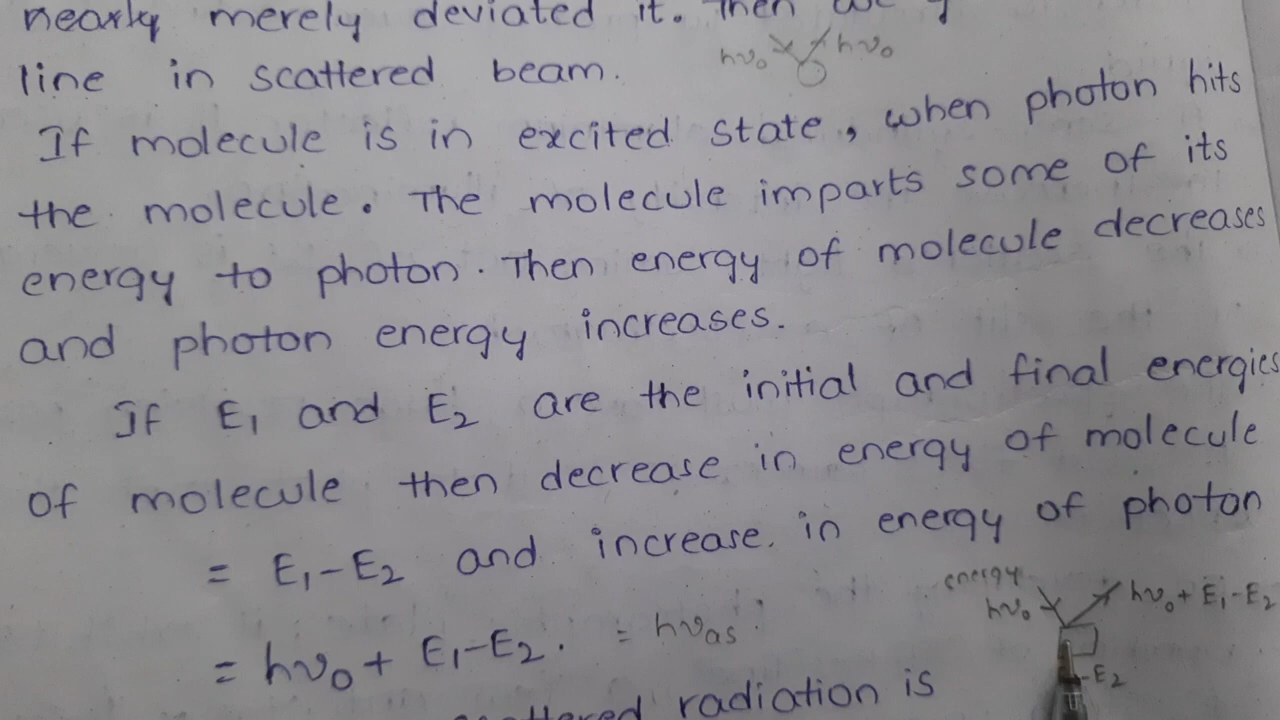 nearly merely deviated it. Then
line in scattered beam.
hν₀ hν₀
If molecule is in excited state, when photon hits
the molecule. The molecule imparts some of its
energy to photon. Then energy of molecule decreases
and photon energy increases.
If E₁ and E₂ are the initial and final energies
of molecule then decrease in energy of molecule
= E₁-E₂ and increase in energy of photon
energy
hν₀ hν₀ + E₁-E₂
= hν₀ + E₁-E₂. = hνas
-E₂
radiation is